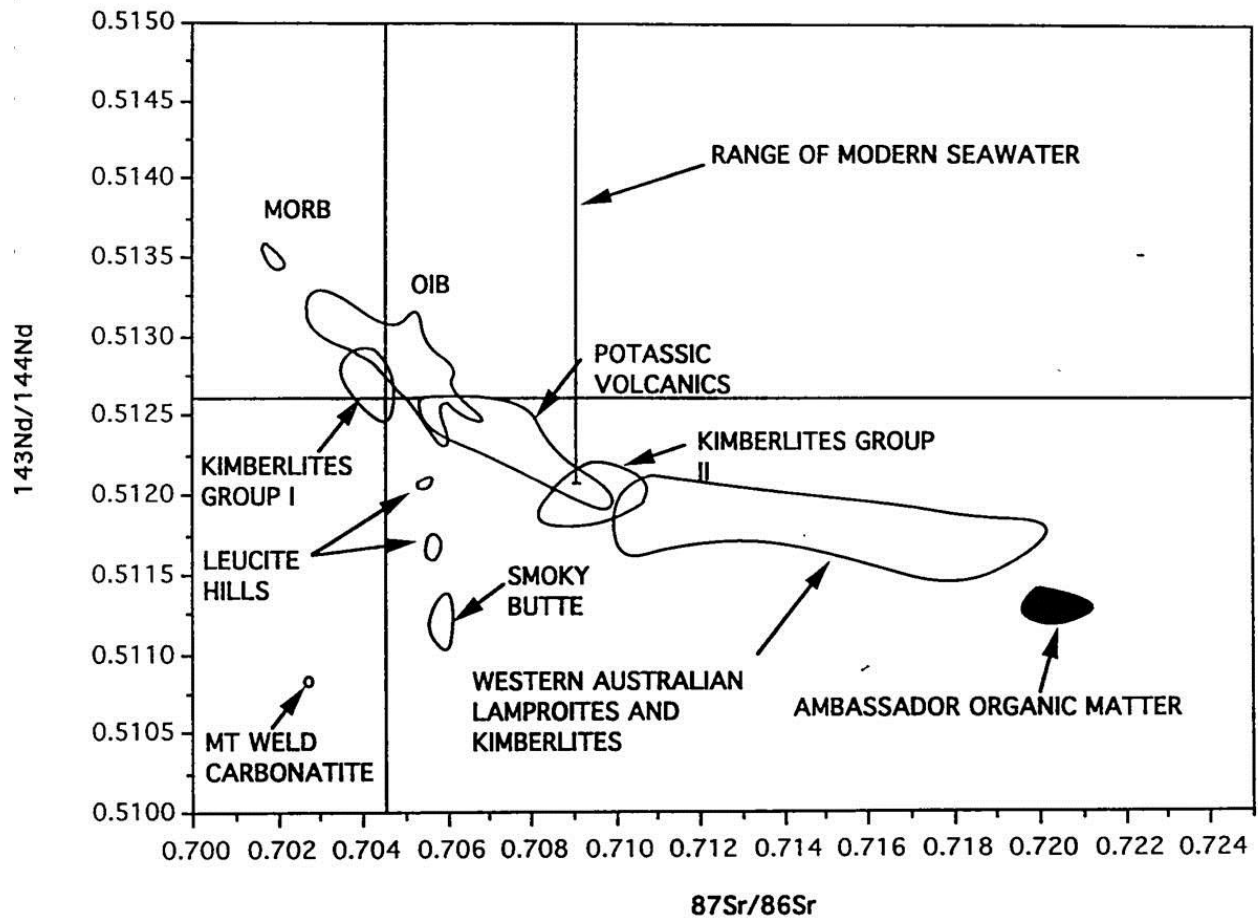 0.5150
0.5145
0.5140
0.5135
0.5130
0.5125
0.5120
0.5115
0.5110
0.5105
0.5100
143Nd/144Nd
RANGE OF MODERN SEAWATER
MORB
OIB
POTASSIC
VOLCANICS
KIMBERLITES GROUP
II
KIMBERLITES
GROUP I
LEUCITE
HILLS
SMOKY
BUTTE
WESTERN AUSTRALIAN
LAMPROITES AND
KIMBERLITES
AMBASSADOR ORGANIC MATTER
MT WELD
CARBONATITE
0.700 0.702 0.704 0.706 0.708 0.710 0.712 0.714 0.716 0.718 0.720 0.722 0.724
87Sr/86Sr